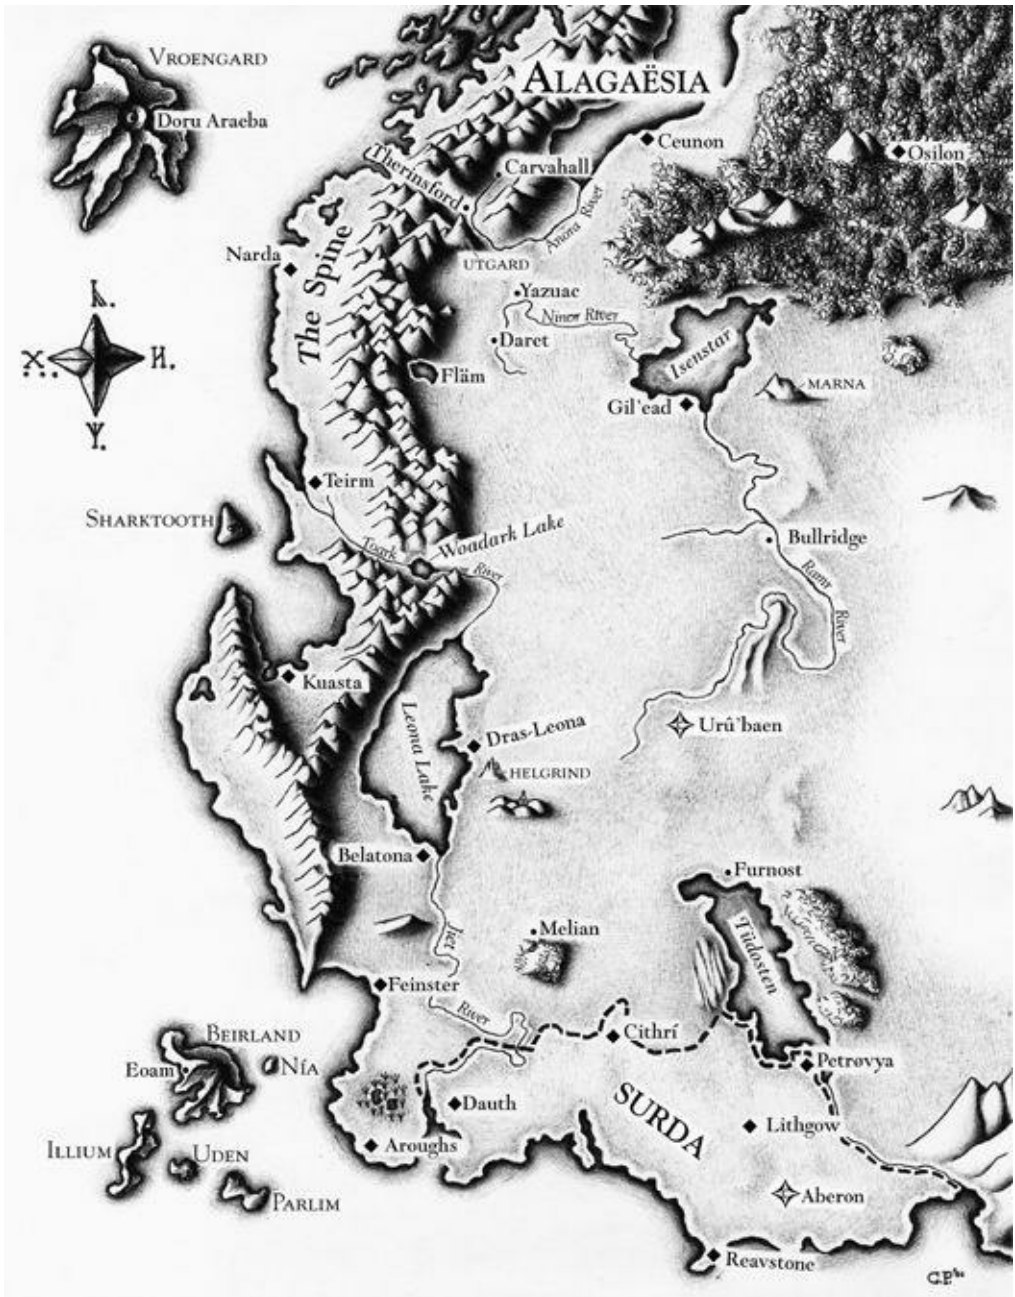 ALAGAËSIA
VROENGARD
Doru Araeba
Ceunon
Osilon
Carvahall
Therinsford
Anora River
Narda
The Spine
UTGARD
Yazuac
Ninor River
Daret
Isenstar
MARNA
Fläm
Gil'ead
Teirm
SHARKTOOTH
Woadark Lake
Toark River
Bullridge
Ramr River
Kuasta
Leona Lake
Dras-Leona
Urû'baen
HELGRIND
Belatona
Furnost
Melian
Tüdosten
Jiet River
Feinster
BEIRLAND
Eoam
NÍA
Cithrí
Petrøvya
SURDA
Dauth
Lithgow
Aroughs
ILLIUM
UDEN
PARLIM
Aberon
Reavstone